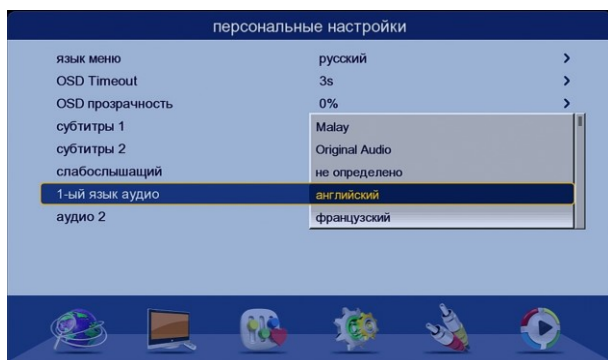 персональные настройки
язык меню русский
OSD Timeout 3s
OSD прозрачность 0%
субтитры 1 Malay
субтитры 2 Original Audio
слабослышащий не определено
1-ый язык аудио английский
аудио 2 французский